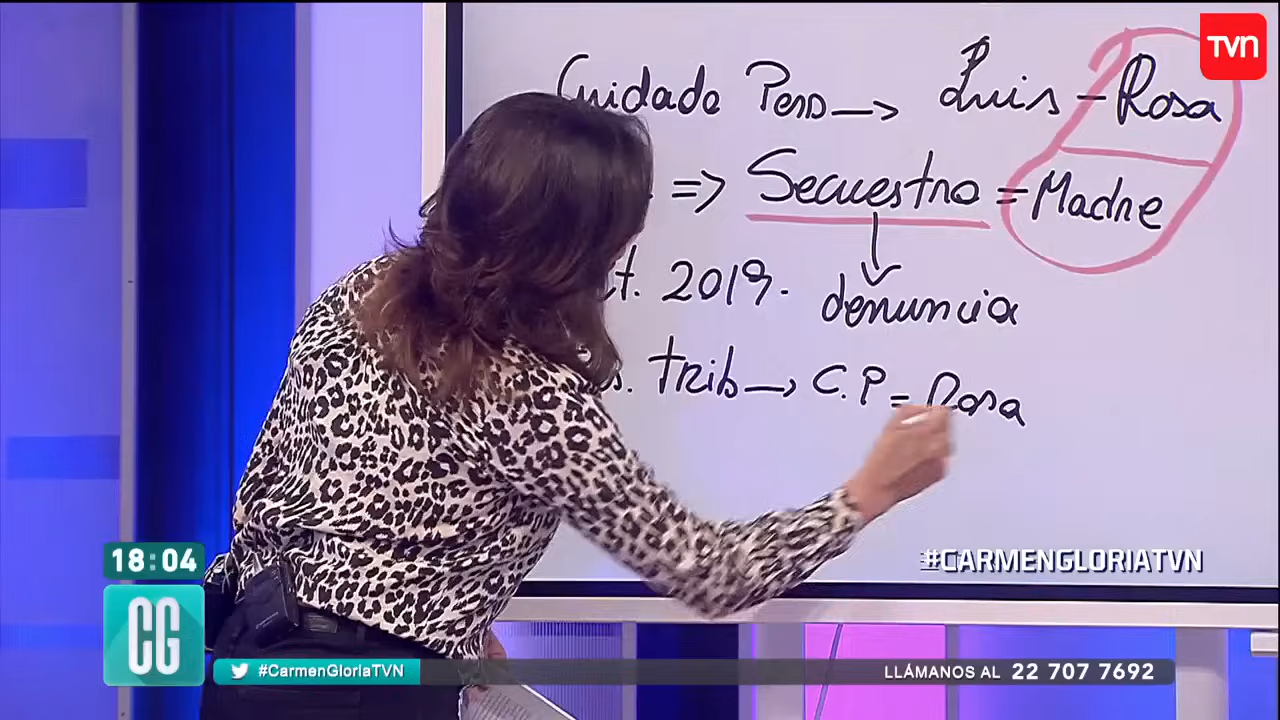 TVN
Cuidado Pers → Luis - Rosa
⇒ Secuestro = Madre
t. 2019. denuncia
s. trib → C.P = Rosa
#CARMENGLORIATVN
18:04
CG
#CarmenGloriaTVN
LLÁMANOS AL 22 707 7692